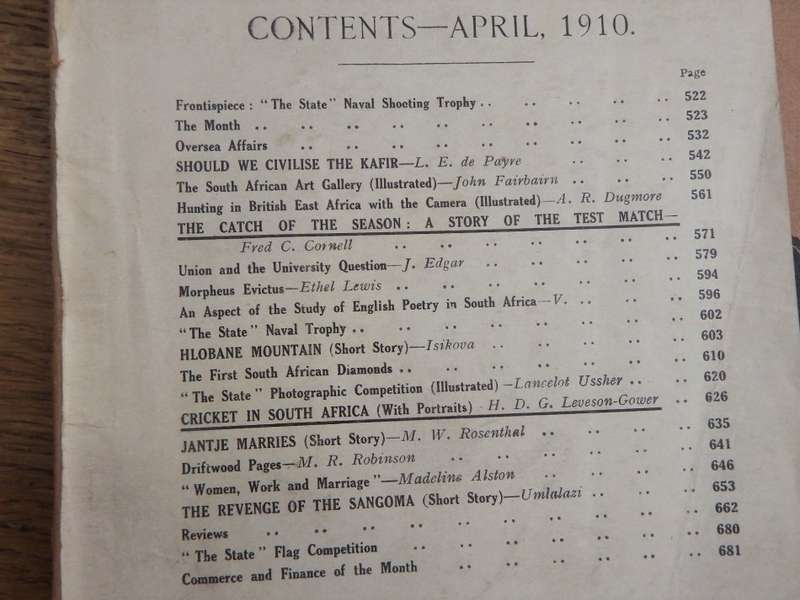 CONTENTS—APRIL, 1910.
Page
Frontispiece: "The State" Naval Shooting Trophy .. .. .. .. .. 522
The Month .. .. .. .. .. .. .. .. .. .. 523
Oversea Affairs .. .. .. .. .. .. .. .. .. 532
SHOULD WE CIVILISE THE KAFIR—L. E. de Payre .. .. .. 542
The South African Art Gallery (Illustrated)—John Fairbairn .. .. .. 550
Hunting in British East Africa with the Camera (Illustrated)—A. R. Dugmore 561
THE CATCH OF THE SEASON: A STORY OF THE TEST MATCH—
Fred C. Cornell .. .. .. .. .. .. .. 571
Union and the University Question—J. Edgar .. .. .. .. .. 579
Morpheus Evictus—Ethel Lewis .. .. .. .. .. .. .. 594
An Aspect of the Study of English Poetry in South Africa—V. .. .. .. 596
"The State" Naval Trophy .. .. .. .. .. .. .. .. 602
HLOBANE MOUNTAIN (Short Story)—Isikova .. .. .. .. .. 603
The First South African Diamonds .. .. .. .. .. .. .. 610
"The State" Photographic Competition (Illustrated)—Lancelot Ussher .. .. 620
CRICKET IN SOUTH AFRICA (With Portraits)—H. D. G. Leveson-Gower .. 626
JANTJE MARRIES (Short Story)—M. W. Rosenthal .. .. .. .. 635
Driftwood Pages—M. R. Robinson .. .. .. .. .. .. 641
"Women, Work and Marriage"—Madeline Alston .. .. .. .. 646
THE REVENGE OF THE SANGOMA (Short Story)—Umlalazi .. .. .. 653
Reviews .. .. .. .. .. .. .. .. .. .. 662
"The State" Flag Competition .. .. .. .. .. .. .. 680
Commerce and Finance of the Month .. .. .. .. .. .. 681